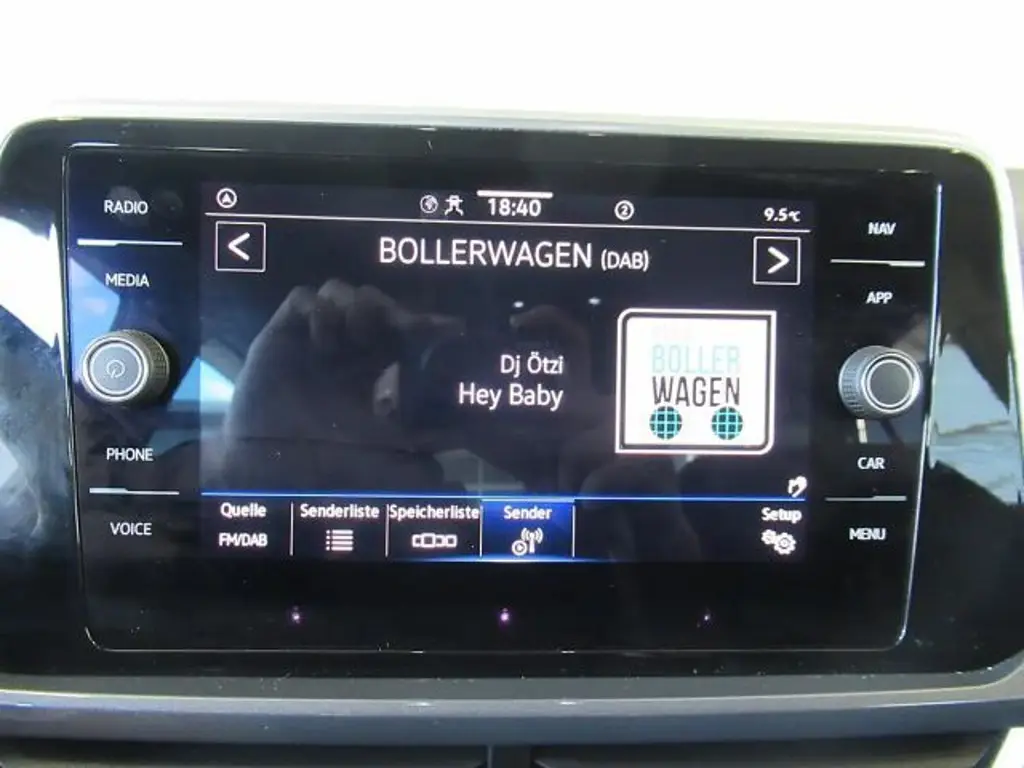 RADIO
MEDIA
PHONE
VOICE
18:40
2
9.5°C
BOLLERWAGEN (DAB)
Dj Ötzi
Hey Baby
BOLLER
WAGEN
Quelle
FM/DAB
Senderliste
Speicherliste
Sender
Setup
NAV
APP
CAR
MENU